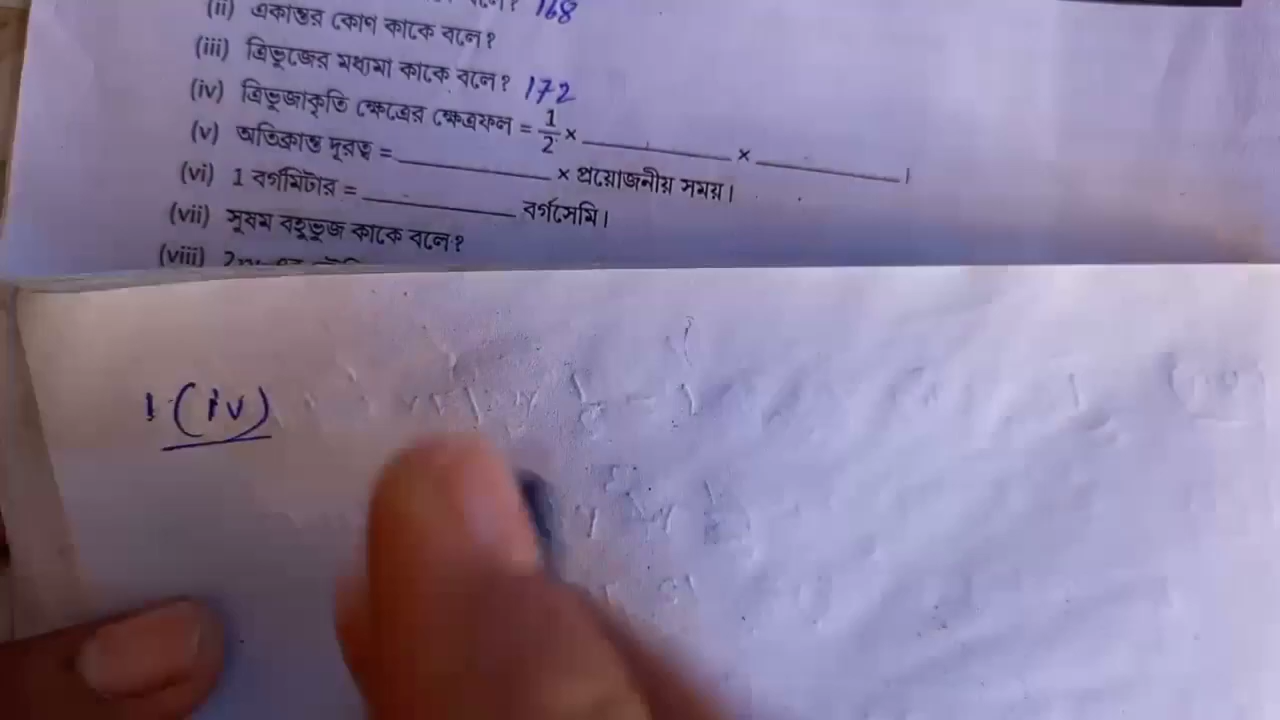 168
(ii) একান্তর কোণ কাকে বলে?
(iii) ত্রিভুজের মধ্যমা কাকে বলে? 172
(iv) ত্রিভুজাকৃতি ক্ষেত্রের ক্ষেত্রফল = 1/2 × ________ × ________।
(v) অতিক্রান্ত দূরত্ব = ________ × প্রয়োজনীয় সময়।
(vi) 1 বর্গমিটার = ________ বর্গসেমি।
(vii) সুষম বহুভুজ কাকে বলে?
(viii)
1 (iv)